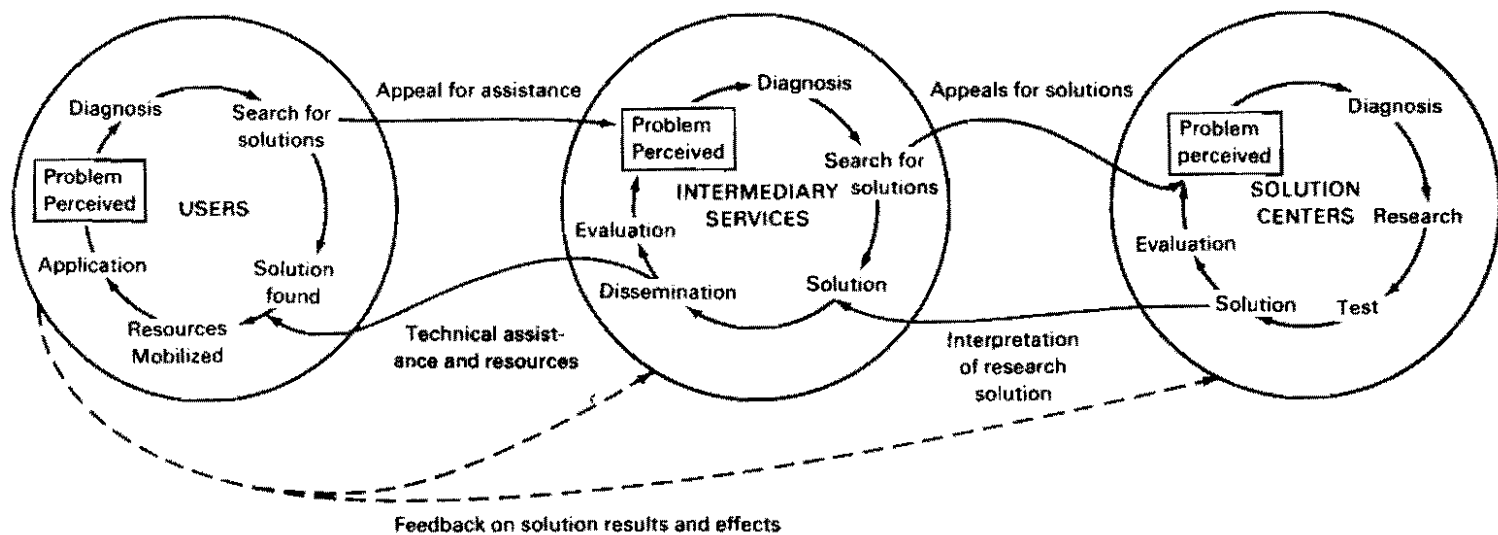 Appeal for assistance
Appeals for solutions
Diagnosis
Search for
solutions
Problem
Perceived
USERS
Application
Solution
found
Resources
Mobilized
Diagnosis
Problem
Perceived
Search for
solutions
INTERMEDIARY
SERVICES
Evaluation
Solution
Dissemination
Technical assist-
ance and resources
Diagnosis
Problem
perceived
SOLUTION
CENTERS
Research
Evaluation
Solution
Test
Interpretation
of research
solution
Feedback on solution results and effects